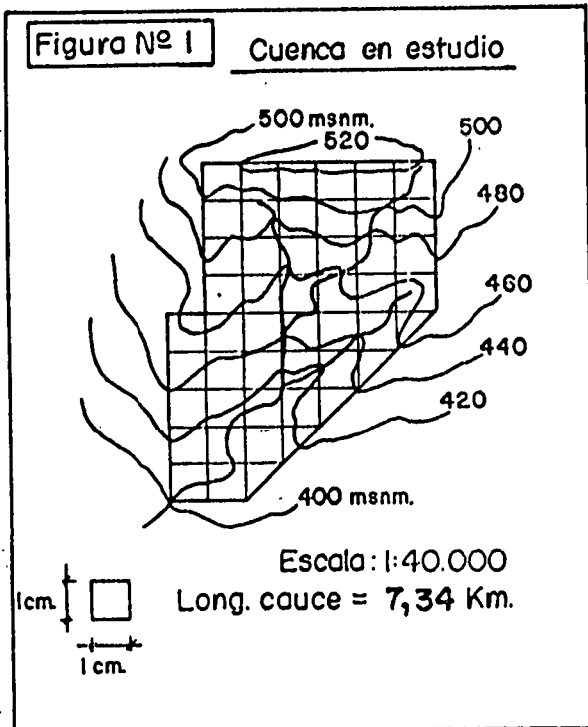 Figura Nº 1
Cuenca en estudio
500 msnm.
520
500
480
460
440
420
400 msnm.
Escala: 1:40.000
1cm.
Long. cauce = 7,34 Km.
1 cm.